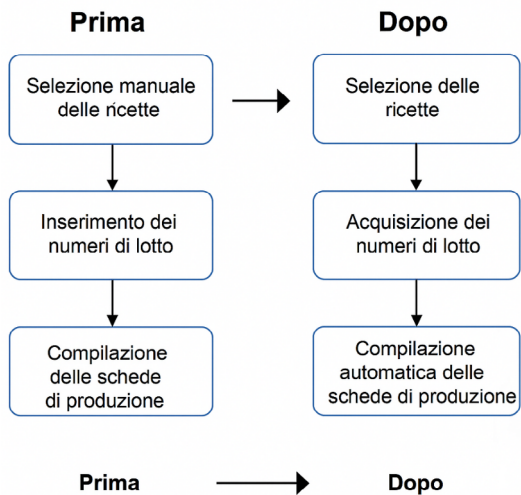 Prima
Dopo
Selezione manuale
delle ricette
Selezione delle
ricette
Inserimento dei
numeri di lotto
Acquisizione dei
numeri di lotto
Compilazione
delle schede
di produzione
Compilazione
automatica delle
schede di produzione
Prima
Dopo